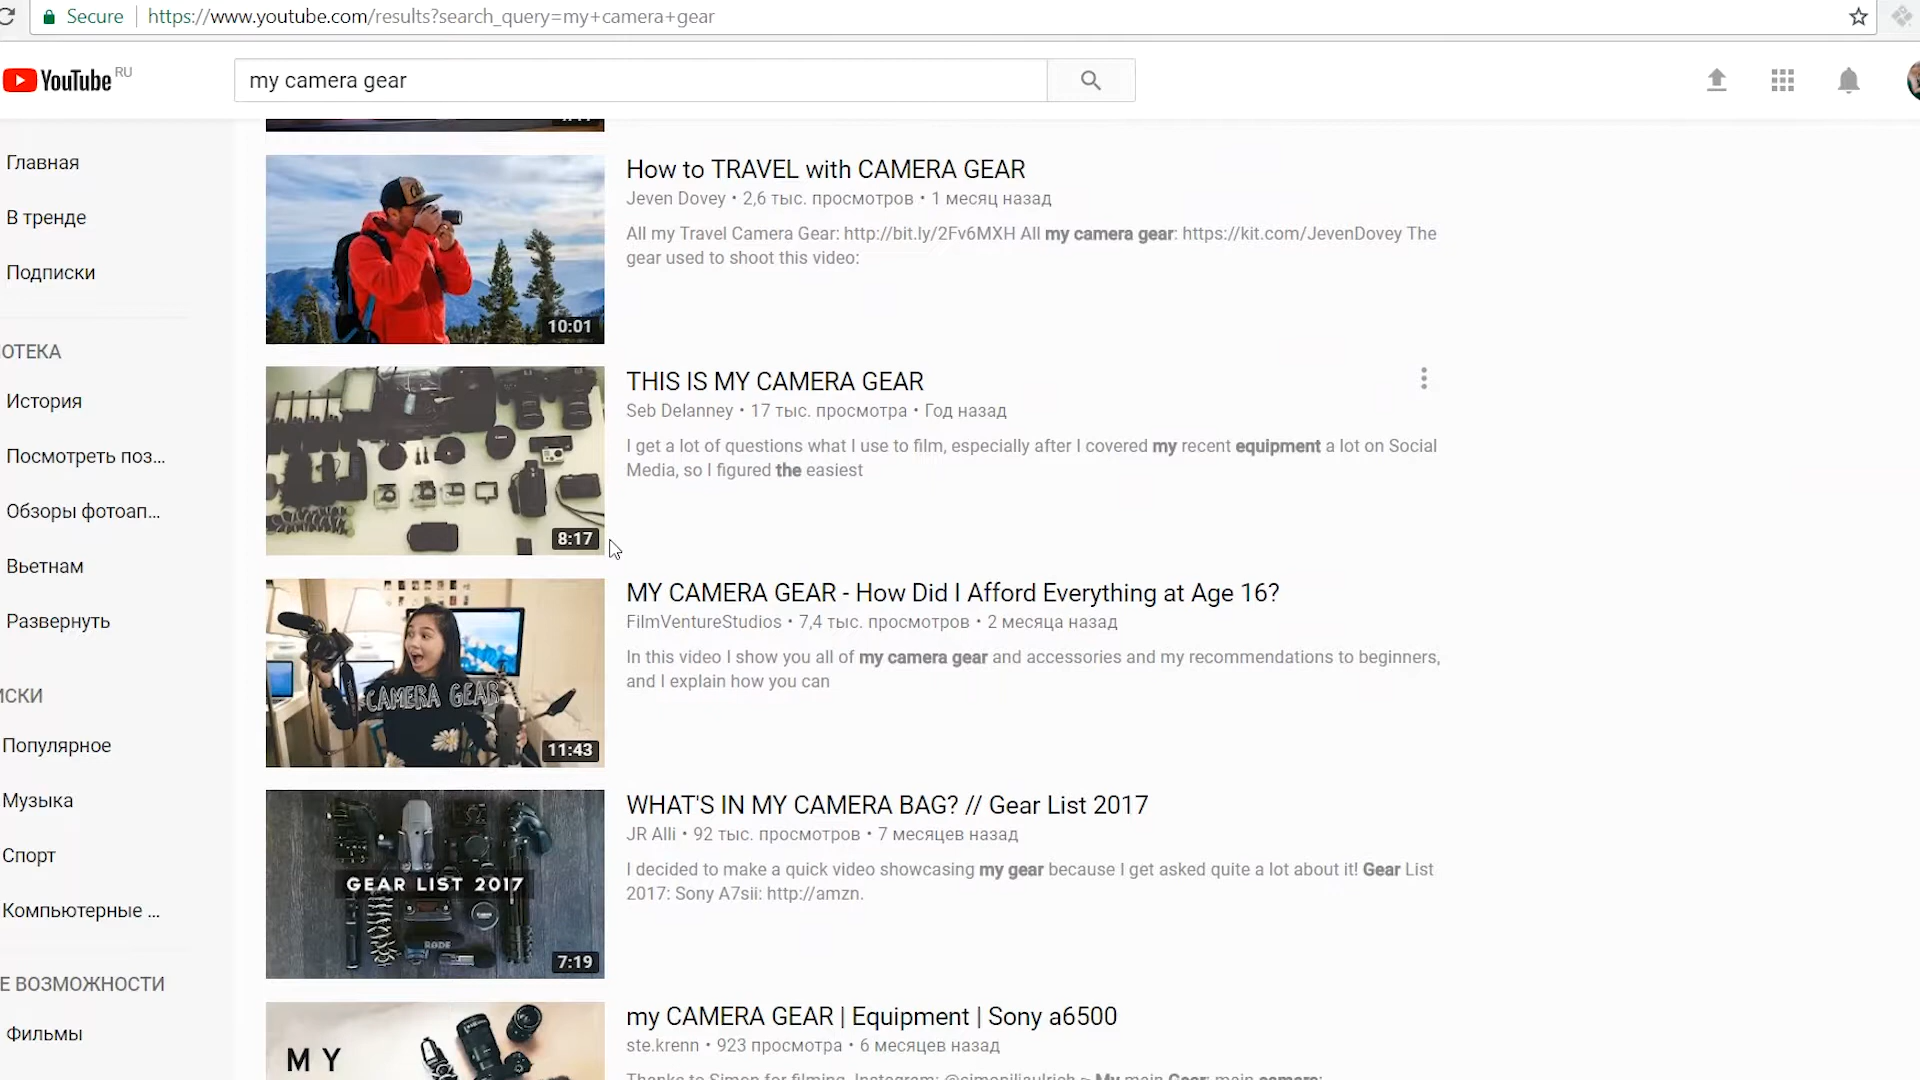 Secure https://www.youtube.com/results?search_query=my+camera+gear
YouTube RU
my camera gear
Главная
В тренде
Подписки
ОТЕКА
История
Посмотреть поз...
Обзоры фотоап...
Вьетнам
Развернуть
ИСКИ
Популярное
Музыка
Спорт
Компьютерные ...
Е ВОЗМОЖНОСТИ
Фильмы
10:01
How to TRAVEL with CAMERA GEAR
Jeven Dovey • 2,6 тыс. просмотров • 1 месяц назад
All my Travel Camera Gear: http://bit.ly/2Fv6MXH All my camera gear: https://kit.com/JevenDovey The
gear used to shoot this video:
8:17
THIS IS MY CAMERA GEAR
Seb Delanney • 17 тыс. просмотра • Год назад
I get a lot of questions what I use to film, especially after I covered my recent equipment a lot on Social
Media, so I figured the easiest
CAMERA GEAR
11:43
MY CAMERA GEAR - How Did I Afford Everything at Age 16?
FilmVentureStudios • 7,4 тыс. просмотров • 2 месяца назад
In this video I show you all of my camera gear and accessories and my recommendations to beginners,
and I explain how you can
GEAR LIST 2017
RØDE
7:19
WHAT'S IN MY CAMERA BAG? // Gear List 2017
JR Alli • 92 тыс. просмотров • 7 месяцев назад
I decided to make a quick video showcasing my gear because I get asked quite a lot about it! Gear List
2017: Sony A7sii: http://amzn.
MY
my CAMERA GEAR | Equipment | Sony a6500
ste.krenn • 923 просмотра • 6 месяцев назад